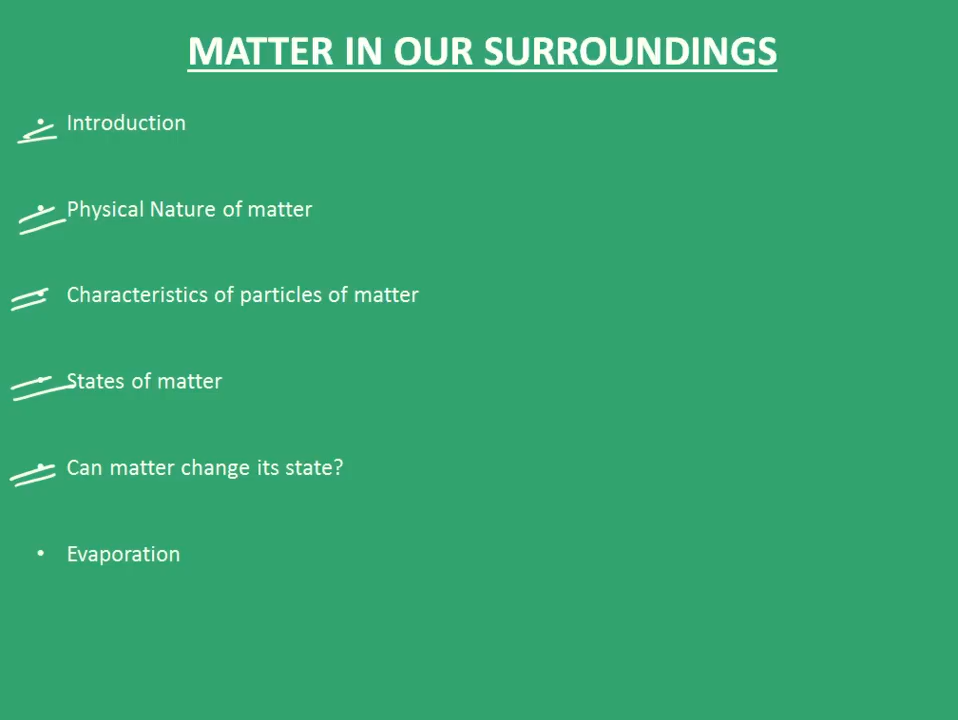 MATTER IN OUR SURROUNDINGS
• Introduction
• Physical Nature of matter
• Characteristics of particles of matter
• States of matter
• Can matter change its state?
• Evaporation